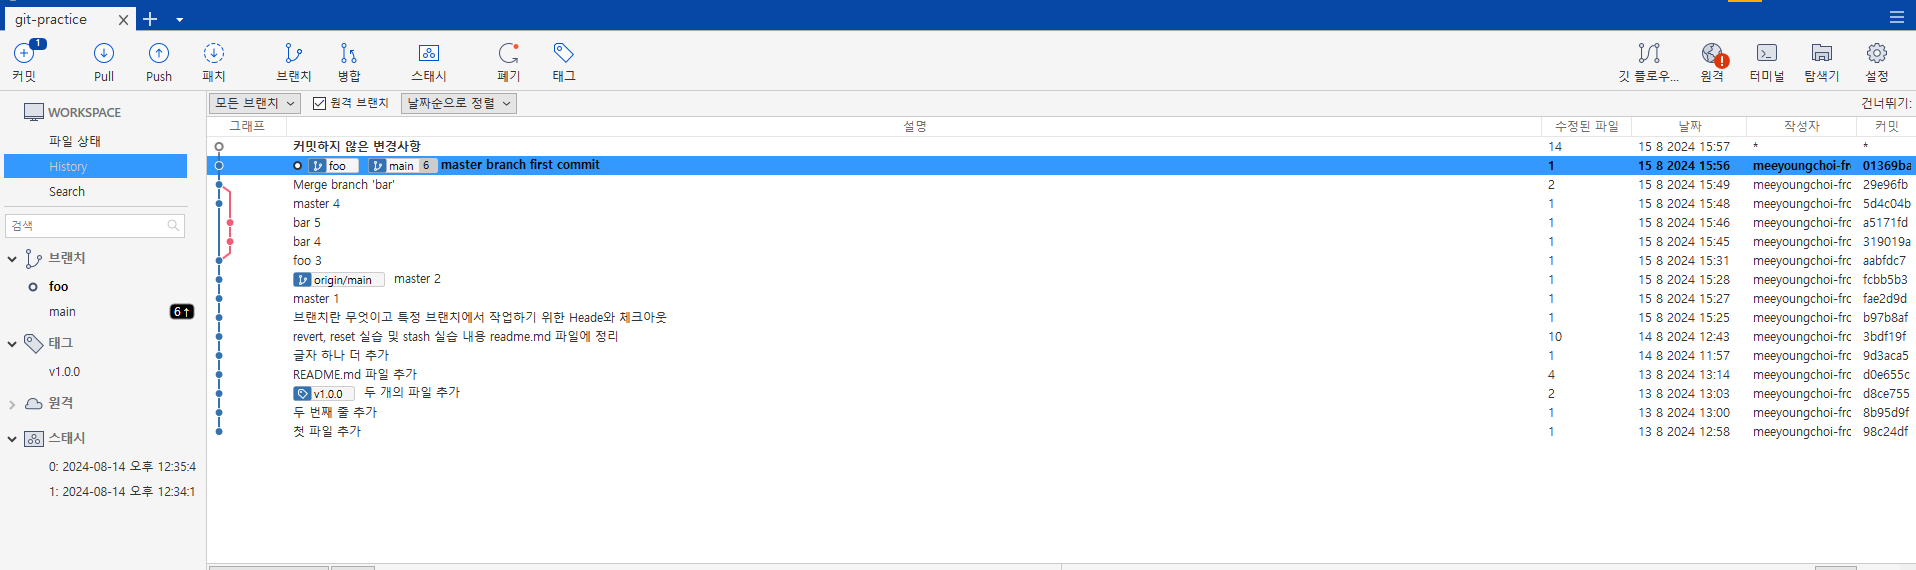 git-practice
1
커밋 Pull Push 패치 브랜치 병합 스태시 폐기 태그 깃 플로우... 원격 터미널 탐색기 설정
WORKSPACE
파일 상태
History
Search
검색
브랜치
foo
main 6↑
태그
v1.0.0
원격
스태시
0: 2024-08-14 오후 12:35:4
1: 2024-08-14 오후 12:34:1
모든 브랜치 원격 브랜치 날짜순으로 정렬 건너뛰기:
그래프 설명 수정된 파일 날짜 작성자 커밋
커밋하지 않은 변경사항 14 15 8 2024 15:57 * *
foo main 6 master branch first commit 1 15 8 2024 15:56 meeyoungchoi-fro 01369ba
Merge branch 'bar' 2 15 8 2024 15:49 meeyoungchoi-frc 29e96fb
master 4 1 15 8 2024 15:48 meeyoungchoi-frc 5d4c04b
bar 5 1 15 8 2024 15:46 meeyoungchoi-frc a5171fd
bar 4 1 15 8 2024 15:45 meeyoungchoi-frc 319019a
foo 3 1 15 8 2024 15:31 meeyoungchoi-frc aabfdc7
origin/main master 2 1 15 8 2024 15:28 meeyoungchoi-frc fcbb5b3
master 1 1 15 8 2024 15:27 meeyoungchoi-frc fae2d9d
브랜치란 무엇이고 특정 브랜치에서 작업하기 위한 Heade와 체크아웃 1 15 8 2024 15:25 meeyoungchoi-frc b97b8af
revert, reset 실습 및 stash 실습 내용 readme.md 파일에 정리 10 14 8 2024 12:43 meeyoungchoi-frc 3bdf19f
글자 하나 더 추가 1 14 8 2024 11:57 meeyoungchoi-frc 9d3aca5
README.md 파일 추가 4 13 8 2024 13:14 meeyoungchoi-frc d0e655c
v1.0.0 두 개의 파일 추가 2 13 8 2024 13:03 meeyoungchoi-frc d8ce755
두 번째 줄 추가 1 13 8 2024 13:00 meeyoungchoi-frc 8b95d9f
첫 파일 추가 1 13 8 2024 12:58 meeyoungchoi-frc 98c24df